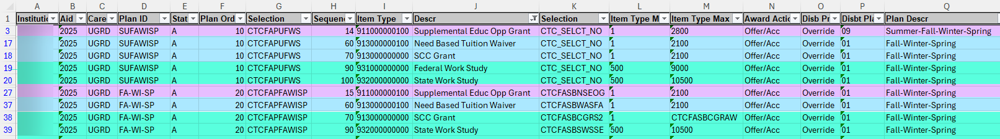 A B C D E F G H I J K L M N O P Q
1 Institutio Aid Care Plan ID Stat Plan Ord Selection Sequen Item Type Descr Selection Item Type M Item Type Max Award Actio Disb Pr Disbt Pla Plan Descr
3 2025 UGRD SUFAWISP A 10 CTCFAPUFWS 14 911000000100 Supplemental Educ Opp Grant CTC_SELCT_NO 1 2800 Offer/Acc Override 09 Summer-Fall-Winter-Spring
17 2025 UGRD SUFAWISP A 10 CTCFAPUFWS 60 913000000100 Need Based Tuition Waiver CTC_SELCT_NO 1 2100 Offer/Acc Override 01 Fall-Winter-Spring
18 2025 UGRD SUFAWISP A 10 CTCFAPUFWS 70 913000000000 SCC Grant CTC_SELCT_NO 1 2100 Offer/Acc Override 01 Fall-Winter-Spring
19 2025 UGRD SUFAWISP A 10 CTCFAPUFWS 90 931000000000 Federal Work Study CTC_SELCT_NO 500 9000 Offer/Acc Override 01 Fall-Winter-Spring
20 2025 UGRD SUFAWISP A 10 CTCFAPUFWS 100 932000000000 State Work Study CTC_SELCT_NO 500 10500 Offer/Acc Override 01 Fall-Winter-Spring
27 2025 UGRD FA-WI-SP A 20 CTCFAPFAWISP 15 911000000100 Supplemental Educ Opp Grant CTCFASBNSEOG 1 2100 Offer/Acc Override 01 Fall-Winter-Spring
37 2025 UGRD FA-WI-SP A 20 CTCFAPFAWISP 60 913000000100 Need Based Tuition Waiver CTCFASBWASFA 1 2100 Offer/Acc Override 01 Fall-Winter-Spring
38 2025 UGRD FA-WI-SP A 20 CTCFAPFAWISP 70 913000000000 SCC Grant CTCFASBCGRS2 1 CTCFASBCGRAW Offer/Acc Override 01 Fall-Winter-Spring
39 2025 UGRD FA-WI-SP A 20 CTCFAPFAWISP 90 932000000000 State Work Study CTCFASBSWSSE 500 10500 Offer/Acc Override 01 Fall-Winter-Spring